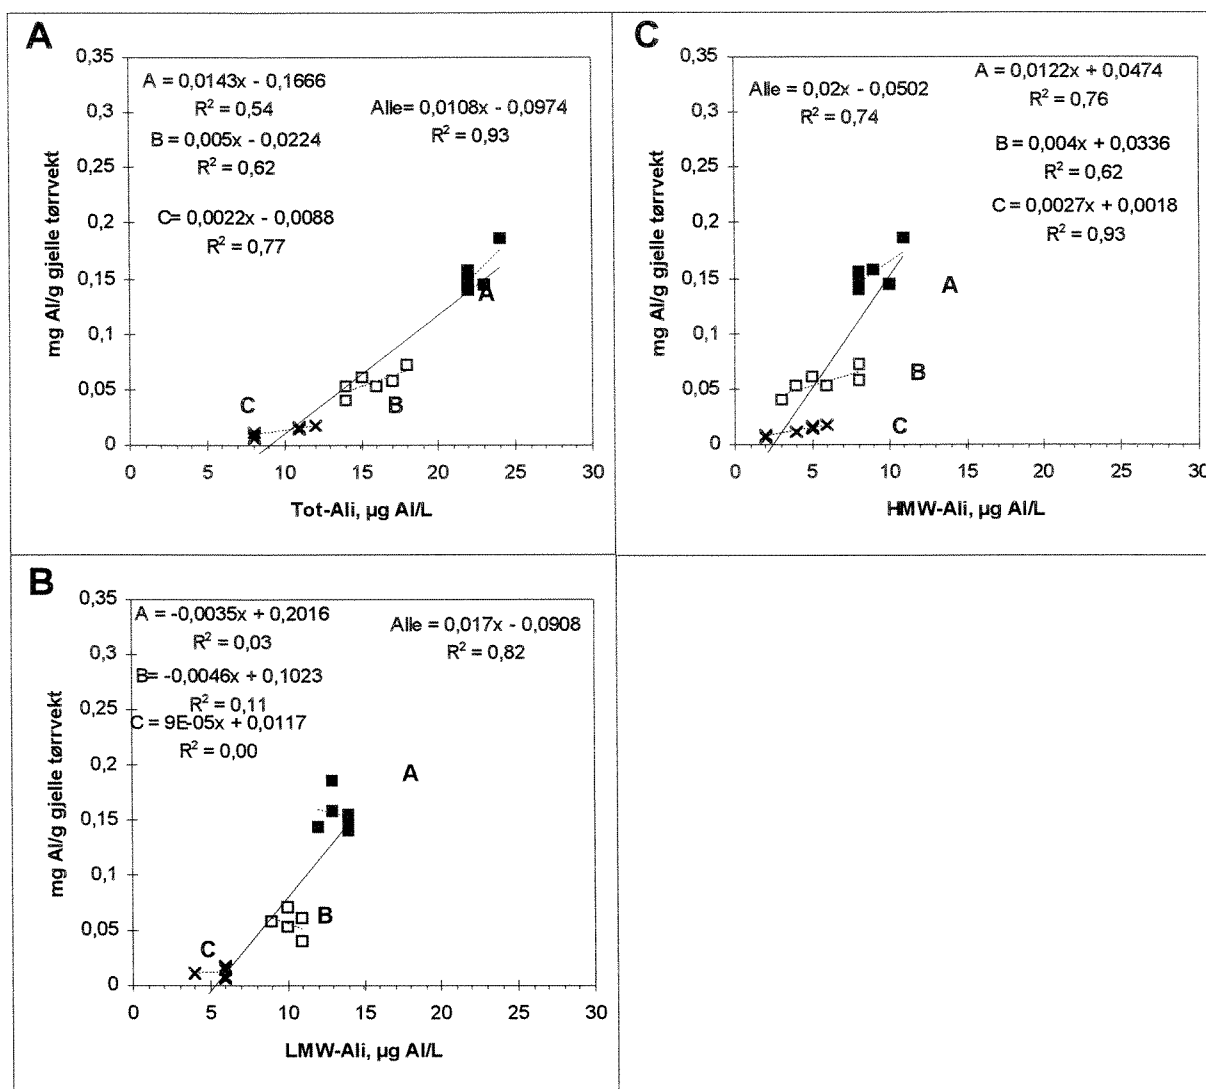 A
0,35
0,3
0,25
0,2
0,15
0,1
0,05
0
mg Al/g gjelle tørrvekt
A = 0,0143x - 0,1666
R² = 0,54
B = 0,005x - 0,0224
R² = 0,62
C= 0,0022x - 0,0088
R² = 0,77
Alle= 0,0108x - 0,0974
R² = 0,93
A
B
C
0 5 10 15 20 25 30
Tot-Ali, µg Al/L
C
0,35
0,3
0,25
0,2
0,15
0,1
0,05
0
mg Al/g gjelle tørrvekt
Alle = 0,02x - 0,0502
R² = 0,74
A = 0,0122x + 0,0474
R² = 0,76
B = 0,004x + 0,0336
R² = 0,62
C = 0,0027x + 0,0018
R² = 0,93
A
B
C
0 5 10 15 20 25 30
HMW-Ali, µg Al/L
B
0,35
0,3
0,25
0,2
0,15
0,1
0,05
0
mg Al/g gjelle tørrvekt
A = -0,0035x + 0,2016
R² = 0,03
B= -0,0046x + 0,1023
R² = 0,11
C = 9E-05x + 0,0117
R² = 0,00
Alle = 0,017x - 0,0908
R² = 0,82
A
B
C
0 5 10 15 20 25 30
LMW-Ali, µg Al/L